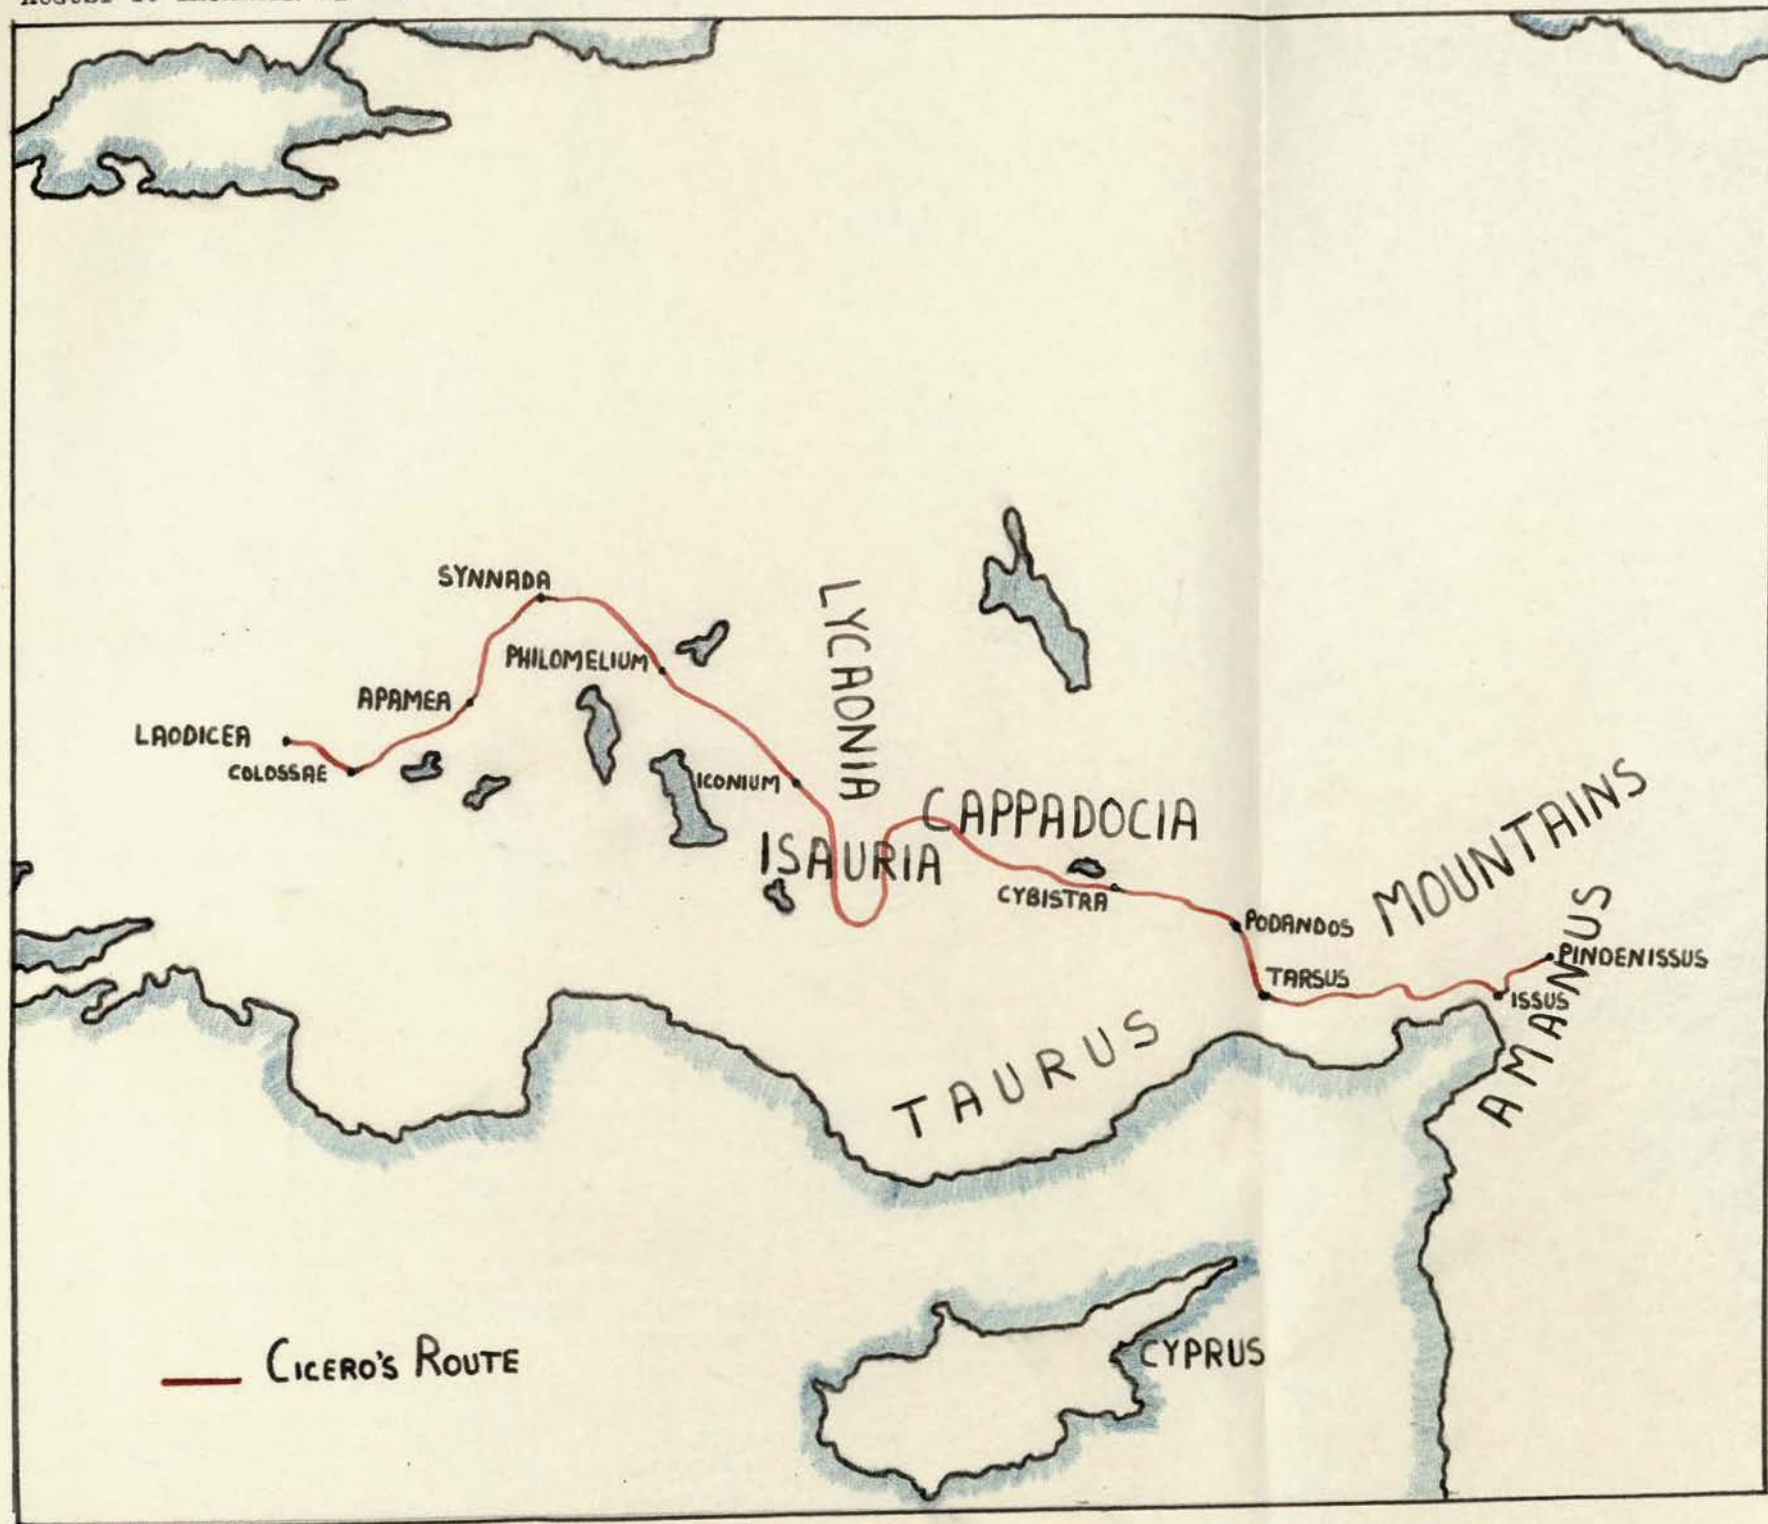 SYNNADA
LYCAONIA
PHILOMELIUM
APAMEA
LAODICEA
COLOSSAE
ICONIUM
CAPPADOCIA
ISAURIA
CYBISTRA
PODANDOS
MOUNTAINS
PINDENISSUS
TARSUS
ISSUS
AMANUS
TAURUS
CYPRUS
CICERO'S ROUTE